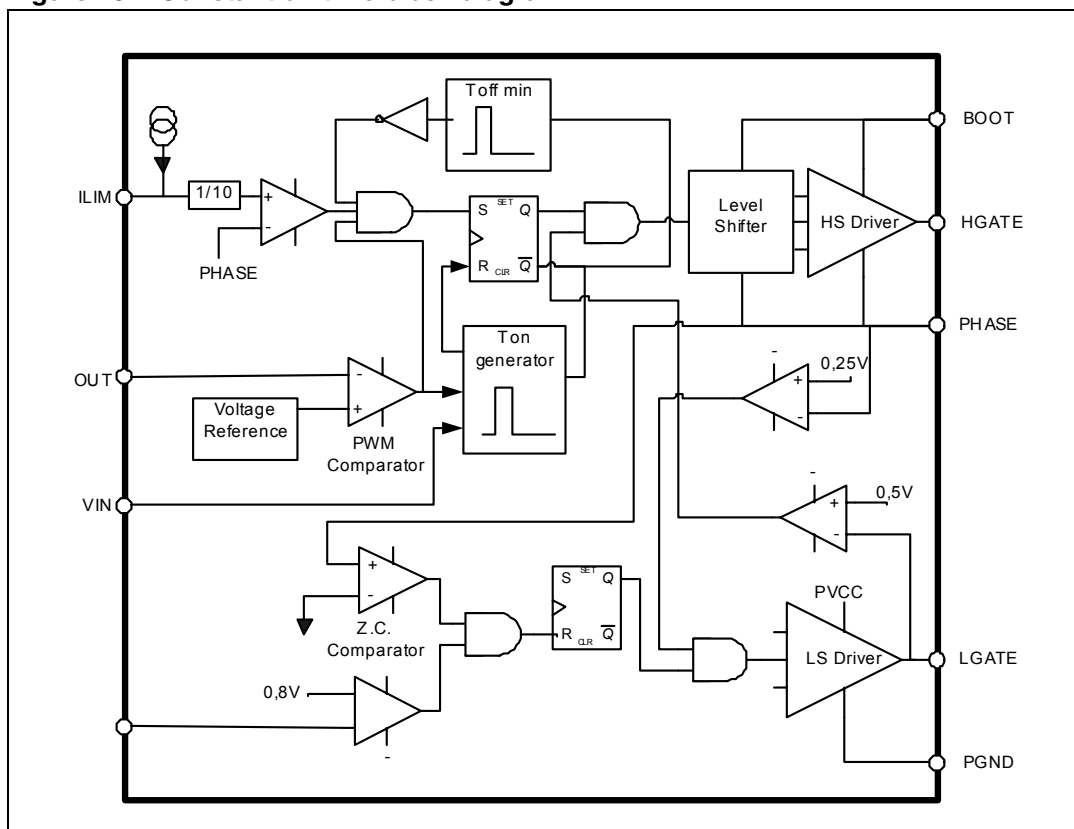 Toff min
BOOT
ILIM
1/10
+
-
PHASE
S SET Q
R CLR Q
Level
Shifter
HS Driver
HGATE
PHASE
Ton
generator
OUT
-
+
Voltage
Reference
PWM
Comparator
-
0,25V
+
-
VIN
-
0,5V
+
-
+
-
Z.C.
Comparator
S SET Q
R CLR Q
PVCC
LS Driver
LGATE
0,8V
-
PGND